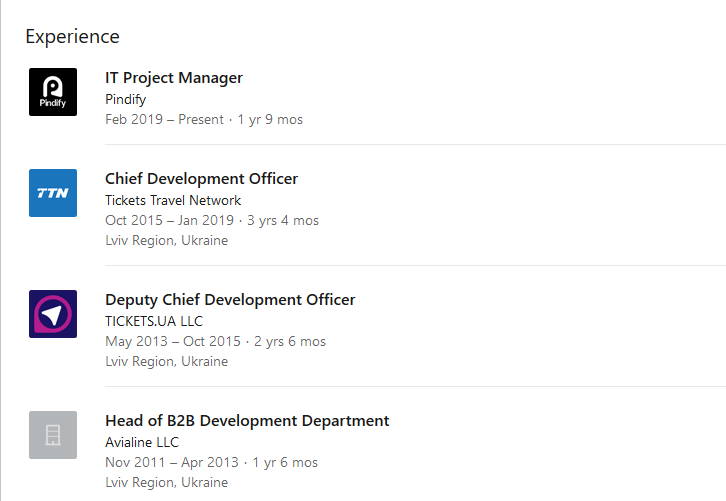 Experience
Pindify
IT Project Manager
Pindify
Feb 2019 – Present · 1 yr 9 mos
TTN
Chief Development Officer
Tickets Travel Network
Oct 2015 – Jan 2019 · 3 yrs 4 mos
Lviv Region, Ukraine
Deputy Chief Development Officer
TICKETS.UA LLC
May 2013 – Oct 2015 · 2 yrs 6 mos
Lviv Region, Ukraine
Head of B2B Development Department
Avialine LLC
Nov 2011 – Apr 2013 · 1 yr 6 mos
Lviv Region, Ukraine